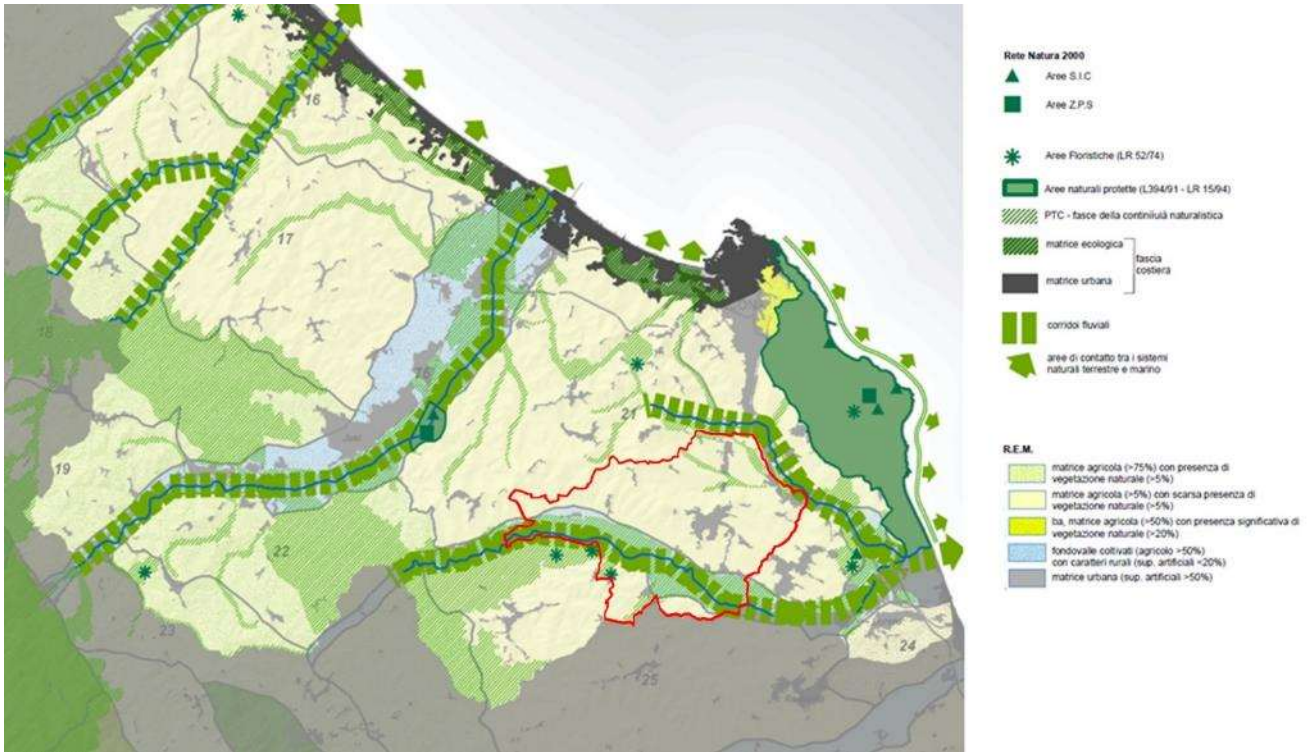 16
17
18
19
21
22
23
24
25
Jesi
Rete Natura 2000
Aree S.I.C
Aree Z.P.S
Aree Floristiche (LR 52/74)
Aree naturali protette (L394/91 - LR 15/94)
PTC - fasce della continiiuià naturalistica
matrice ecologica
fascia
costiera
matrice urbana
corridoi fluviali
aree di contatto tra i sistemi
naturali terrestre e marino
R.E.M.
matrice agricola (>75%) con presenza di
vegetazione naturale (>5%)
matrice agricola (>5%) con scarsa presenza di
vegetazione naturale (>5%)
ba, matrice agricola (>50%) con presenza significativa di
vegetazione naturale (>20%)
fondovalle coltivati (agricolo >50%)
con caratteri rurali (sup. artificiali <20%)
matrice urbana (sup. artificiali >50%)